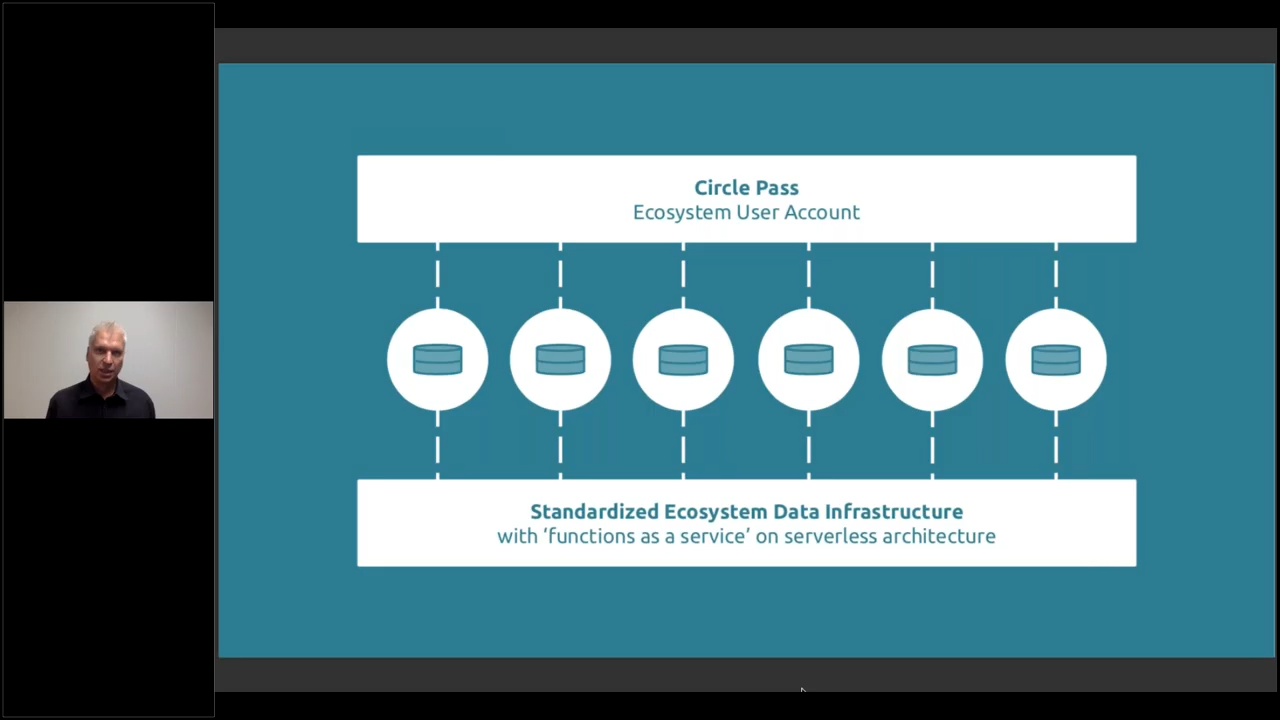 Circle Pass
Ecosystem User Account
Standardized Ecosystem Data Infrastructure
with ‘functions as a service’ on serverless architecture